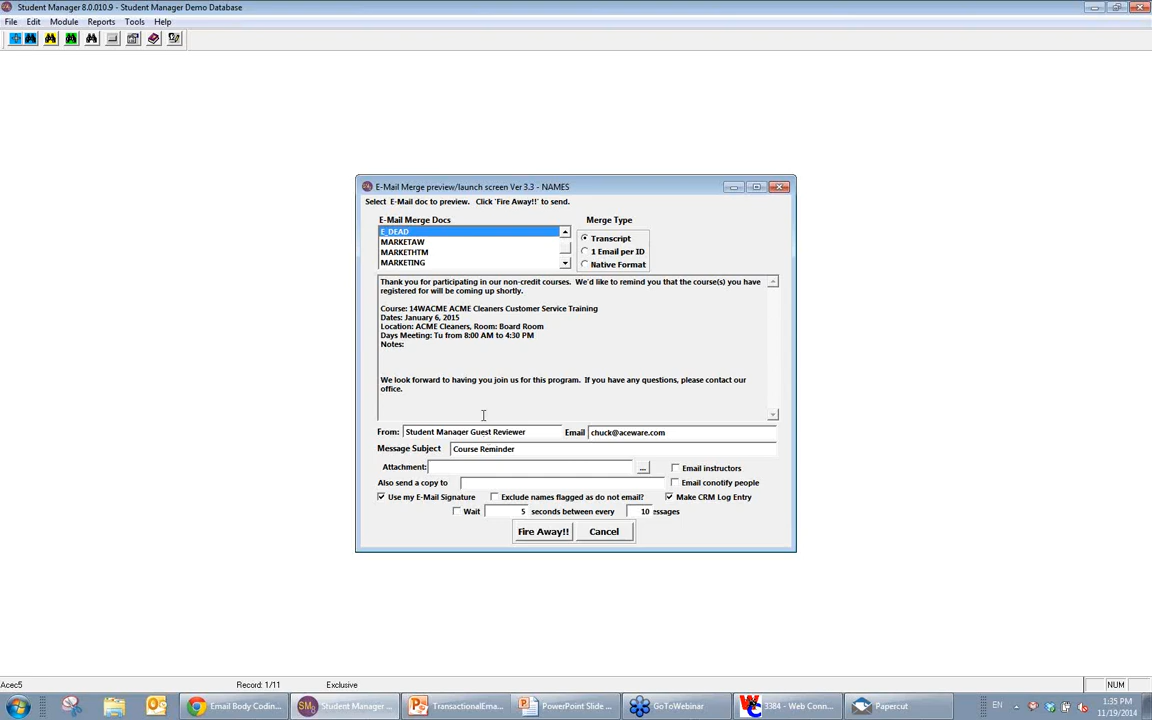 Student Manager 8.0.010.9 - Student Manager Demo Database
File Edit Module Reports Tools Help
E-Mail Merge preview/launch screen Ver 3.3 - NAMES
Select E-Mail doc to preview. Click 'Fire Away!!' to send.
E-Mail Merge Docs
Merge Type
E_DEAD
MARKETAW
MARKETHTM
MARKETING
Transcript
1 Email per ID
Native Format
Thank you for participating in our non-credit courses. We'd like to remind you that the course(s) you have
registered for will be coming up shortly.
Course: 14WACME ACME Cleaners Customer Service Training
Dates: January 6, 2015
Location: ACME Cleaners, Room: Board Room
Days Meeting: Tu from 8:00 AM to 4:30 PM
Notes:
We look forward to having you join us for this program. If you have any questions, please contact our
office.
From: Student Manager Guest Reviewer Email chuck@aceware.com
Message Subject Course Reminder
Attachment: ... Email instructors
Also send a copy to Email conotify people
Use my E-Mail Signature Exclude names flagged as do not email? Make CRM Log Entry
Wait 5 seconds between every 10 essages
Fire Away!! Cancel
Acec5 Record: 1/11 Exclusive NUM
Email Body Codin... Student Manager ... TransactionalEma... PowerPoint Slide ... GoToWebinar 3384 - Web Conn... Papercut EN 1:35 PM
11/19/2014